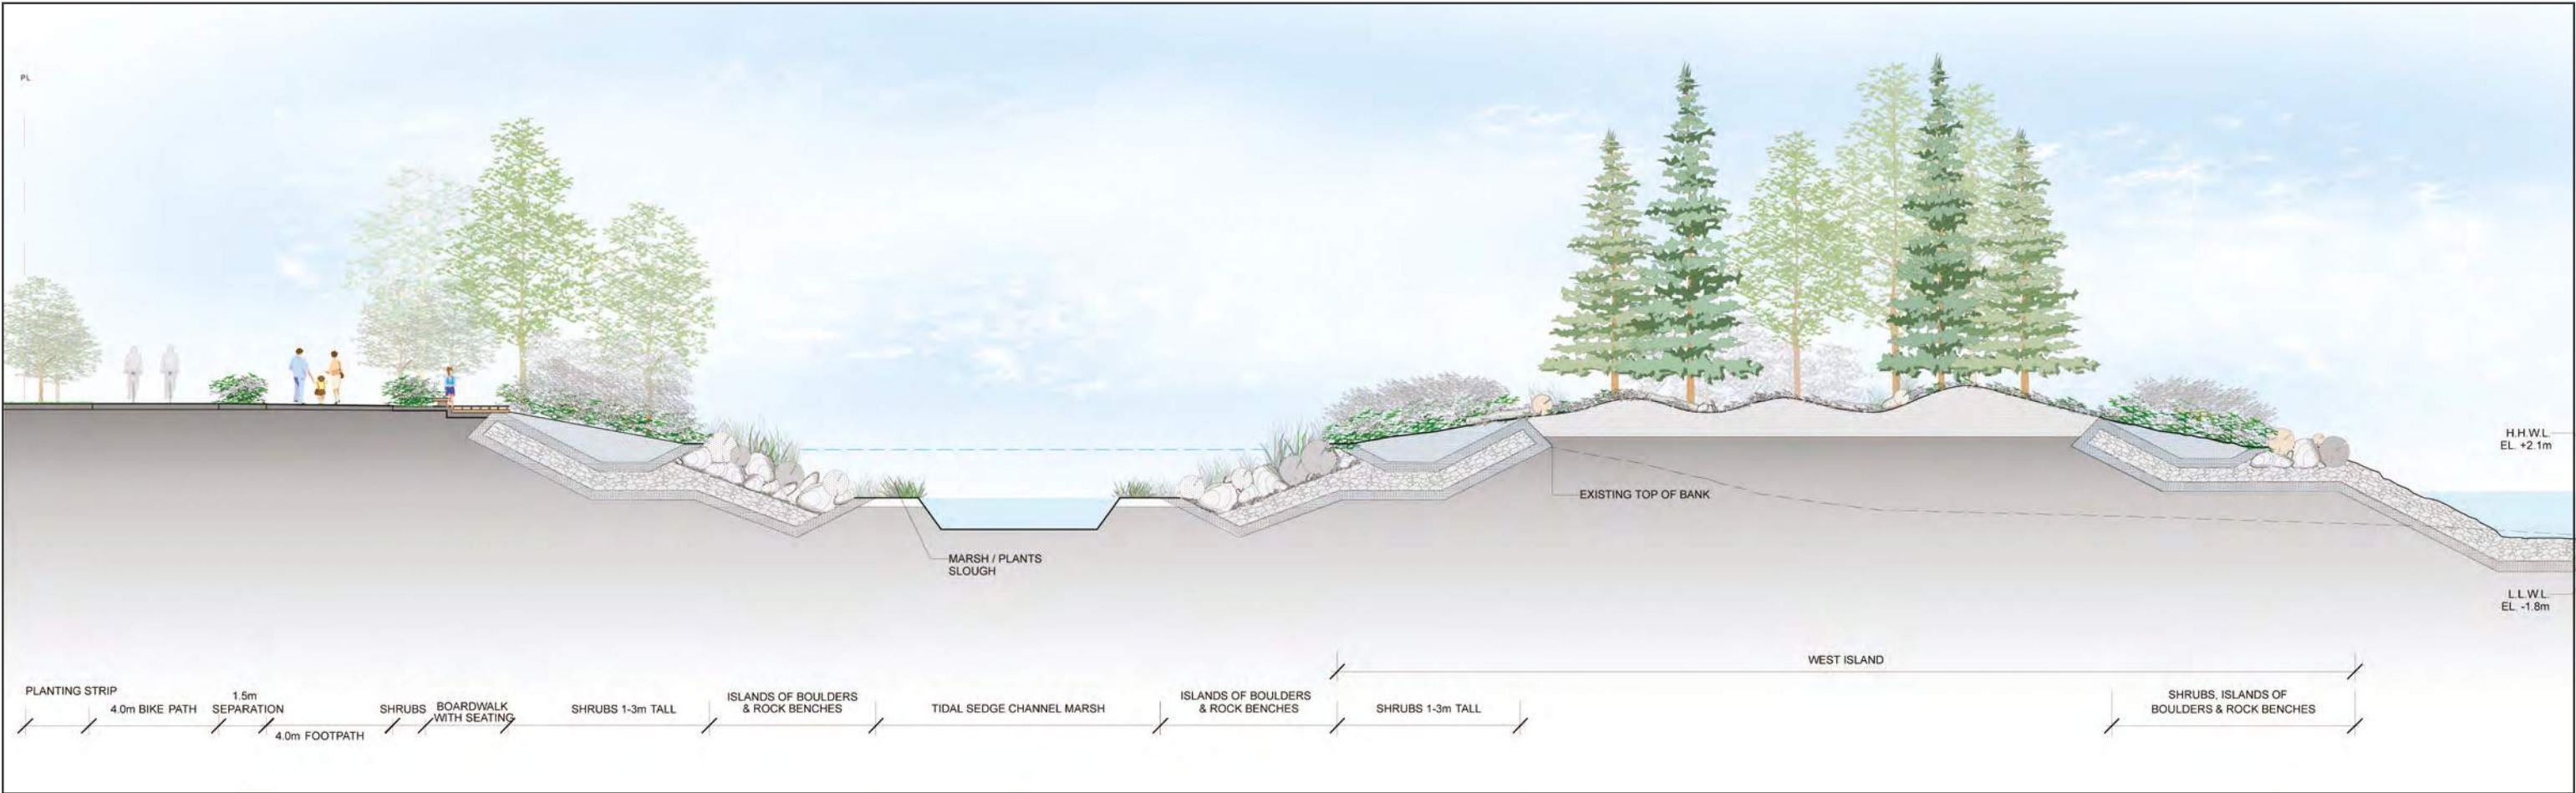 PL
H.H.W.L.
EL. +2.1m
EXISTING TOP OF BANK
MARSH / PLANTS
SLOUGH
L.L.W.L.
EL. -1.8m
WEST ISLAND
PLANTING STRIP
4.0m BIKE PATH
1.5m
SEPARATION
4.0m FOOTPATH
SHRUBS
BOARDWALK
WITH SEATING
SHRUBS 1-3m TALL
ISLANDS OF BOULDERS
& ROCK BENCHES
TIDAL SEDGE CHANNEL MARSH
ISLANDS OF BOULDERS
& ROCK BENCHES
SHRUBS 1-3m TALL
SHRUBS, ISLANDS OF
BOULDERS & ROCK BENCHES